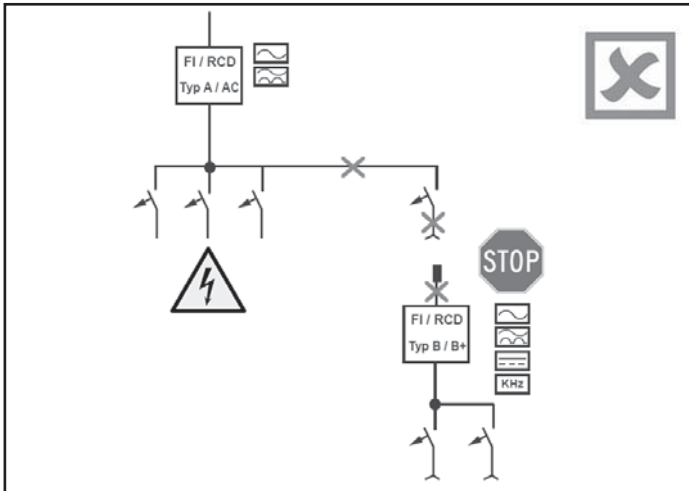 FI / RCD
Typ A / AC
STOP
FI / RCD
Typ B / B+
KHz